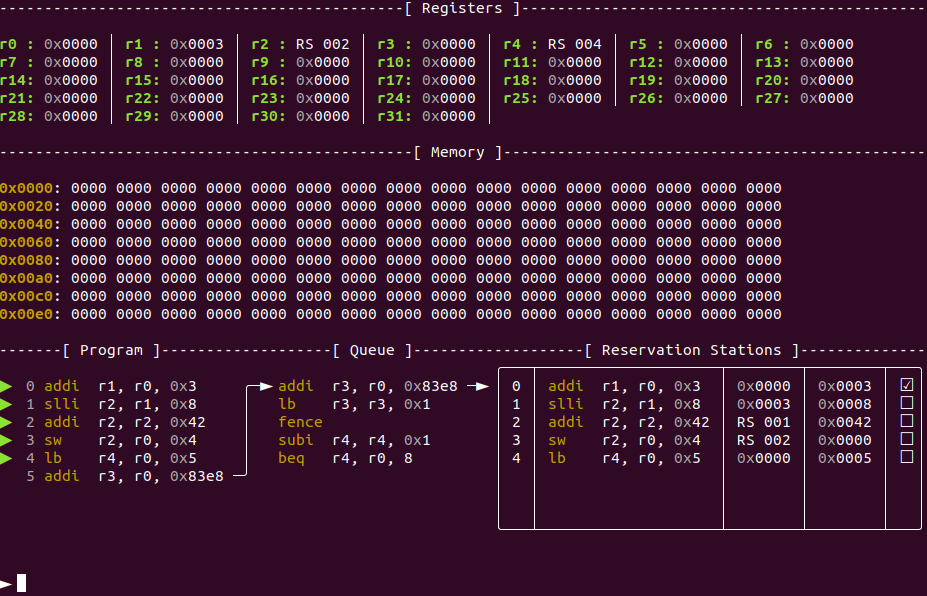 ---------------------------------------------[ Registers ]---------------------------------------------
r0 : 0x0000 │ r1 : 0x0003 │ r2 : RS 002 │ r3 : 0x0000 │ r4 : RS 004 │ r5 : 0x0000 │ r6 : 0x0000
r7 : 0x0000 │ r8 : 0x0000 │ r9 : 0x0000 │ r10: 0x0000 │ r11: 0x0000 │ r12: 0x0000 │ r13: 0x0000
r14: 0x0000 │ r15: 0x0000 │ r16: 0x0000 │ r17: 0x0000 │ r18: 0x0000 │ r19: 0x0000 │ r20: 0x0000
r21: 0x0000 │ r22: 0x0000 │ r23: 0x0000 │ r24: 0x0000 │ r25: 0x0000 │ r26: 0x0000 │ r27: 0x0000
r28: 0x0000 │ r29: 0x0000 │ r30: 0x0000 │ r31: 0x0000 │
----------------------------------------------[ Memory ]-----------------------------------------------
0x0000: 0000 0000 0000 0000 0000 0000 0000 0000 0000 0000 0000 0000 0000 0000 0000 0000
0x0020: 0000 0000 0000 0000 0000 0000 0000 0000 0000 0000 0000 0000 0000 0000 0000 0000
0x0040: 0000 0000 0000 0000 0000 0000 0000 0000 0000 0000 0000 0000 0000 0000 0000 0000
0x0060: 0000 0000 0000 0000 0000 0000 0000 0000 0000 0000 0000 0000 0000 0000 0000 0000
0x0080: 0000 0000 0000 0000 0000 0000 0000 0000 0000 0000 0000 0000 0000 0000 0000 0000
0x00a0: 0000 0000 0000 0000 0000 0000 0000 0000 0000 0000 0000 0000 0000 0000 0000 0000
0x00c0: 0000 0000 0000 0000 0000 0000 0000 0000 0000 0000 0000 0000 0000 0000 0000 0000
0x00e0: 0000 0000 0000 0000 0000 0000 0000 0000 0000 0000 0000 0000 0000 0000 0000 0000
-------[ Program ]-------------------[ Queue ]-------------------[ Reservation Stations ]--------------
► 0 addi r1, r0, 0x3 addi r3, r0, 0x83e8 0 addi r1, r0, 0x3 0x0000 0x0003 ☑
► 1 slli r2, r1, 0x8 lb r3, r3, 0x1 1 slli r2, r1, 0x8 0x0003 0x0008 ☐
► 2 addi r2, r2, 0x42 fence 2 addi r2, r2, 0x42 RS 001 0x0042 ☐
► 3 sw r2, r0, 0x4 subi r4, r4, 0x1 3 sw r2, r0, 0x4 RS 002 0x0000 ☐
► 4 lb r4, r0, 0x5 beq r4, r0, 8 4 lb r4, r0, 0x5 0x0000 0x0005 ☐
5 addi r3, r0, 0x83e8